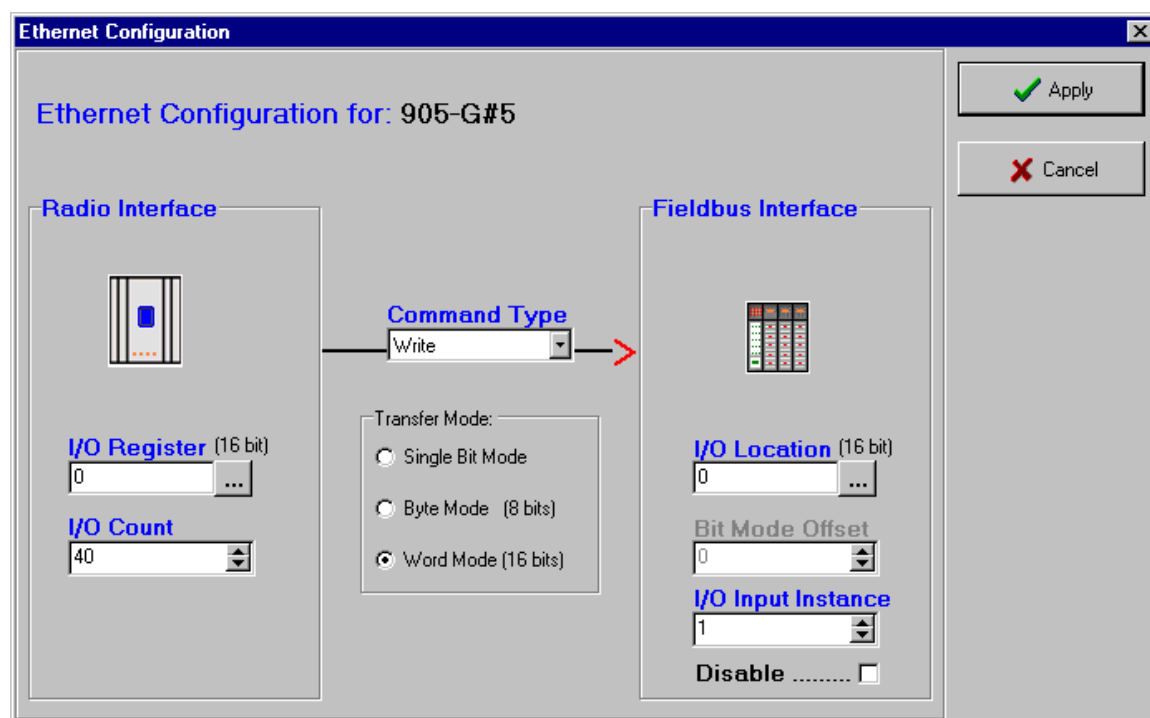 Ethernet Configuration
Ethernet Configuration for: 905-G#5
Apply
Cancel
Radio Interface
I/O Register (16 bit)
0
...
I/O Count
40
Command Type
Write
Transfer Mode:
Single Bit Mode
Byte Mode (8 bits)
Word Mode (16 bits)
Fieldbus Interface
I/O Location (16 bit)
0
...
Bit Mode Offset
0
I/O Input Instance
1
Disable .........